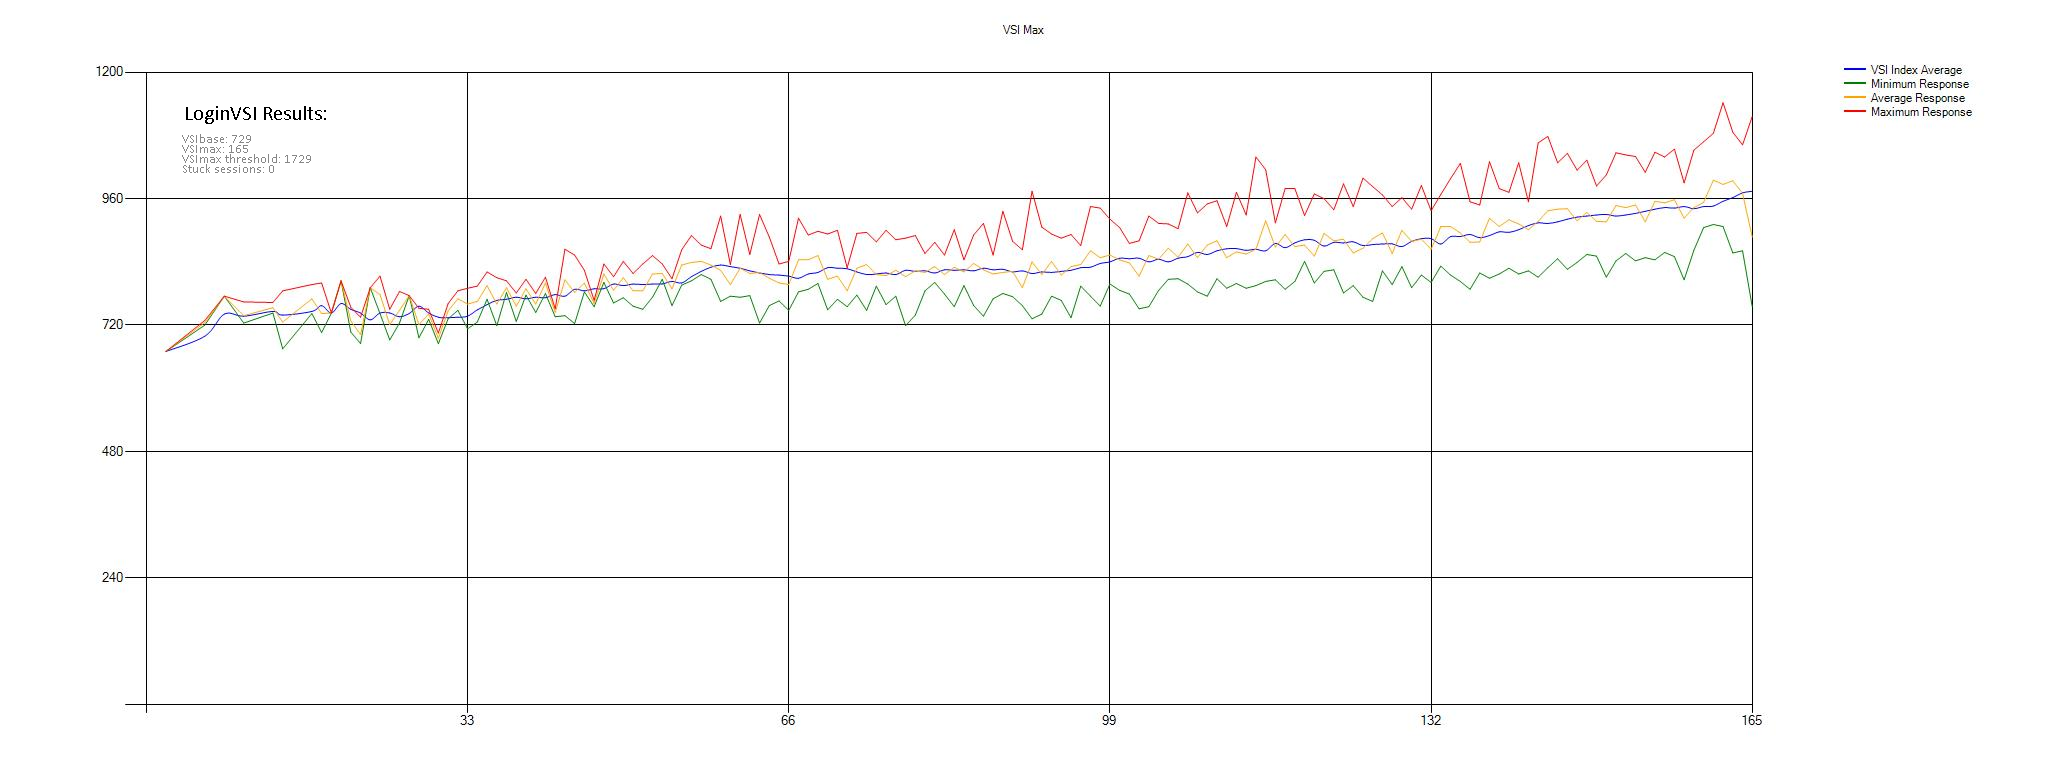 VSI Max
1200
960
720
480
240
33
66
99
132
165
LoginVSI Results:
VSIbase: 729
VSImax: 165
VSImax threshold: 1729
Stuck sessions: 0
VSI Index Average
Minimum Response
Average Response
Maximum Response